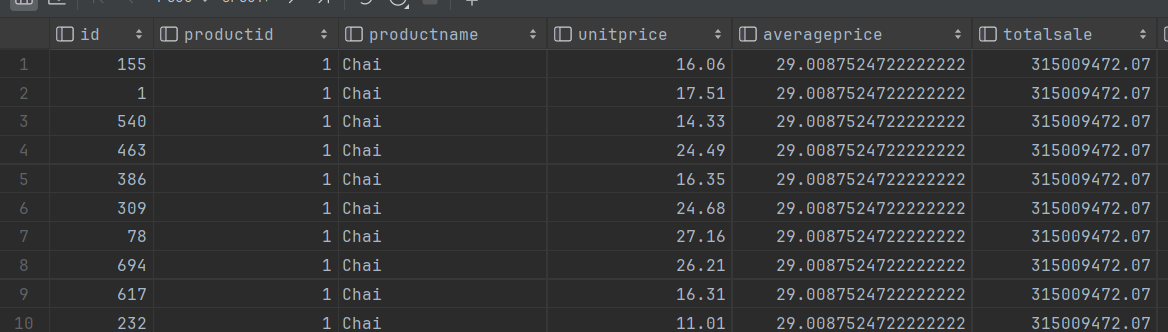 id productid productname unitprice averageprice totalsale
1 155 1 Chai 16.06 29.0087524722222222 315009472.07
2 1 1 Chai 17.51 29.0087524722222222 315009472.07
3 540 1 Chai 14.33 29.0087524722222222 315009472.07
4 463 1 Chai 24.49 29.0087524722222222 315009472.07
5 386 1 Chai 16.35 29.0087524722222222 315009472.07
6 309 1 Chai 24.68 29.0087524722222222 315009472.07
7 78 1 Chai 27.16 29.0087524722222222 315009472.07
8 694 1 Chai 26.21 29.0087524722222222 315009472.07
9 617 1 Chai 16.31 29.0087524722222222 315009472.07
10 232 1 Chai 11.01 29.0087524722222222 315009472.07